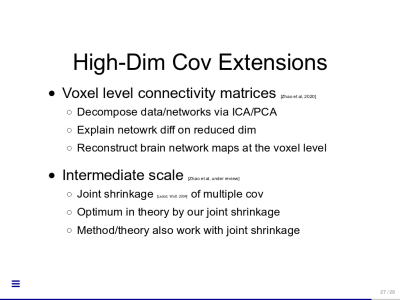 High-Dim Cov Extensions
Voxel level connectivity matrices [Zhao et al, 2020]
Decompose data/networks via ICA/PCA
Explain netowrk diff on reduced dim
Reconstruct brain network maps at the voxel level
Intermediate scale [Zhao et al, under review]
Joint shrinkage [Ledoit, Wolf, 2004] of multiple cov
Optimum in theory by our joint shrinkage
Method/theory also work with joint shrinkage
27 / 28